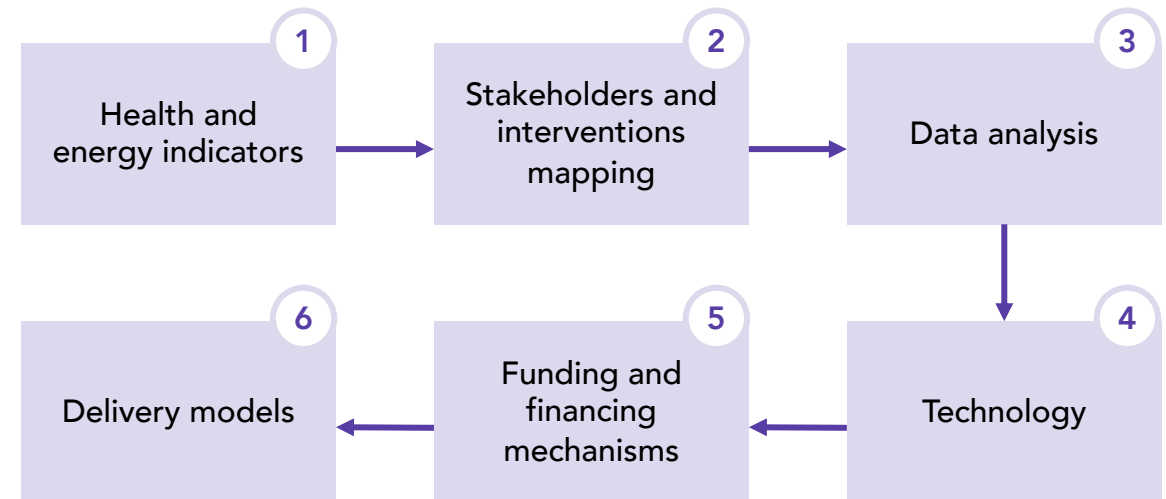 1
Health and
energy indicators
2
Stakeholders and
interventions
mapping
3
Data analysis
4
Technology
5
Funding and
financing
mechanisms
6
Delivery models